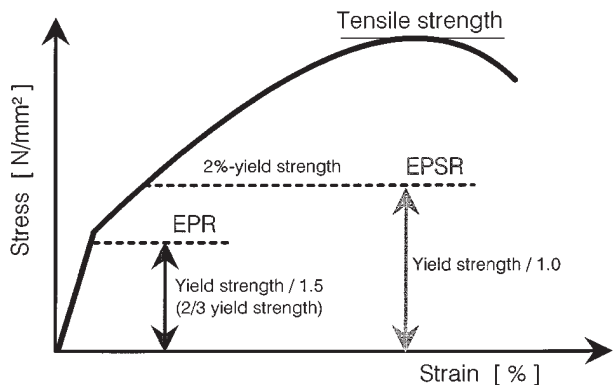 Tensile strength
Stress [ N/mm² ]
2%-yield strength
EPSR
EPR
Yield strength / 1.5
(2/3 yield strength)
Yield strength / 1.0
Strain [ % ]